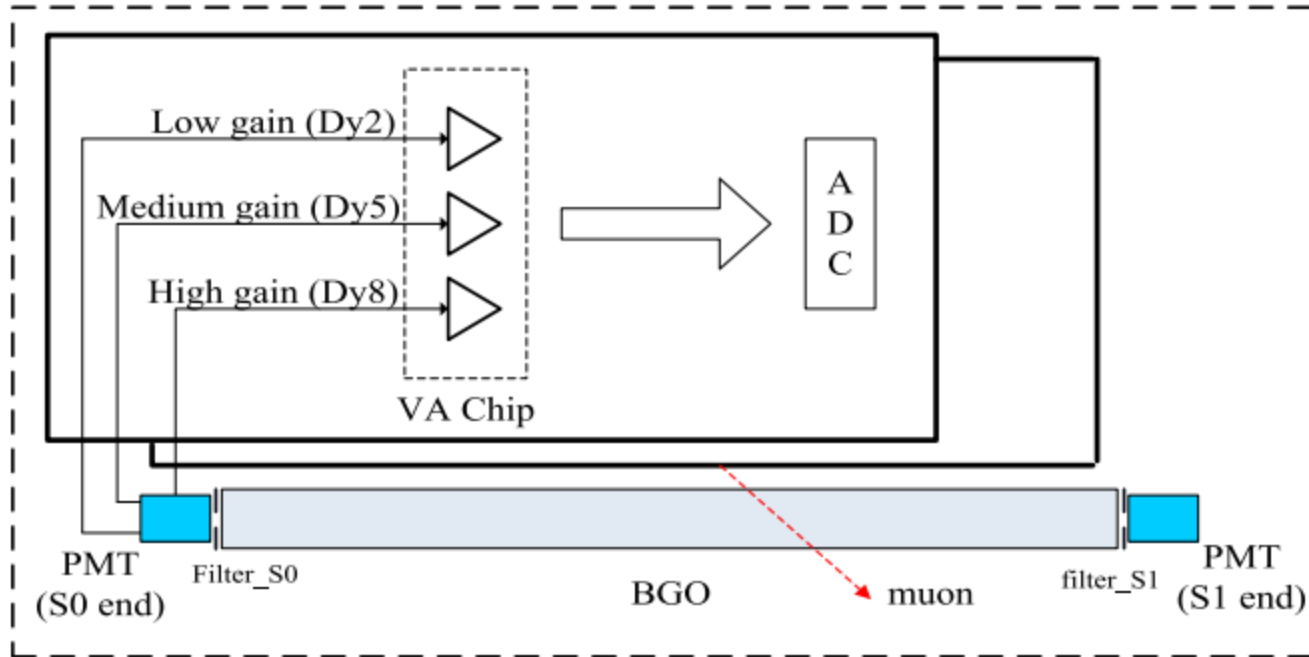 Low gain (Dy2)
Medium gain (Dy5)
High gain (Dy8)
VA Chip
A
D
C
PMT
(S0 end)
Filter_S0
BGO
muon
filter_S1
PMT
(S1 end)